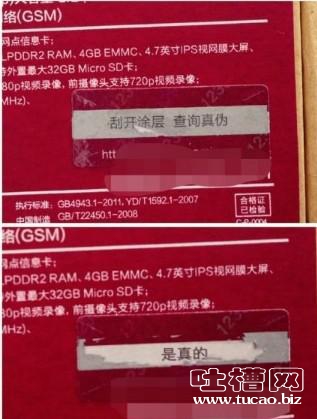 络(GSM)
网点信息卡:
LPDDR2 RAM、4GB EMMC、4.7英寸IPS视网膜大屏、
持外置最大32GB Micro SD卡;
80p视频录像,前摄像头支持720p视频录像;
MHz)。
刮开涂层 查询真伪
htt
执行标准:GB4943.1-2011,YD/T1592.1-2007
中国制造 GB/T22450.1-2008
合格证
已检验
络(GSM)
网点信息卡:
LPDDR2 RAM、4GB EMMC、4.7英寸IPS视网膜大屏、
持外置最大32GB Micro SD卡;
80p视频录像,前摄像头支持720p视频录像;
MHz)。
是真的
吐槽网
www.tucao.biz